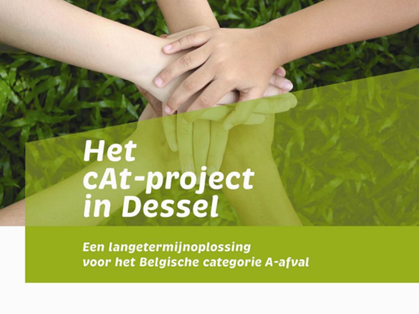 Het
cAt-project
in Dessel
Een langetermijnoplossing
voor het Belgische categorie A-afval